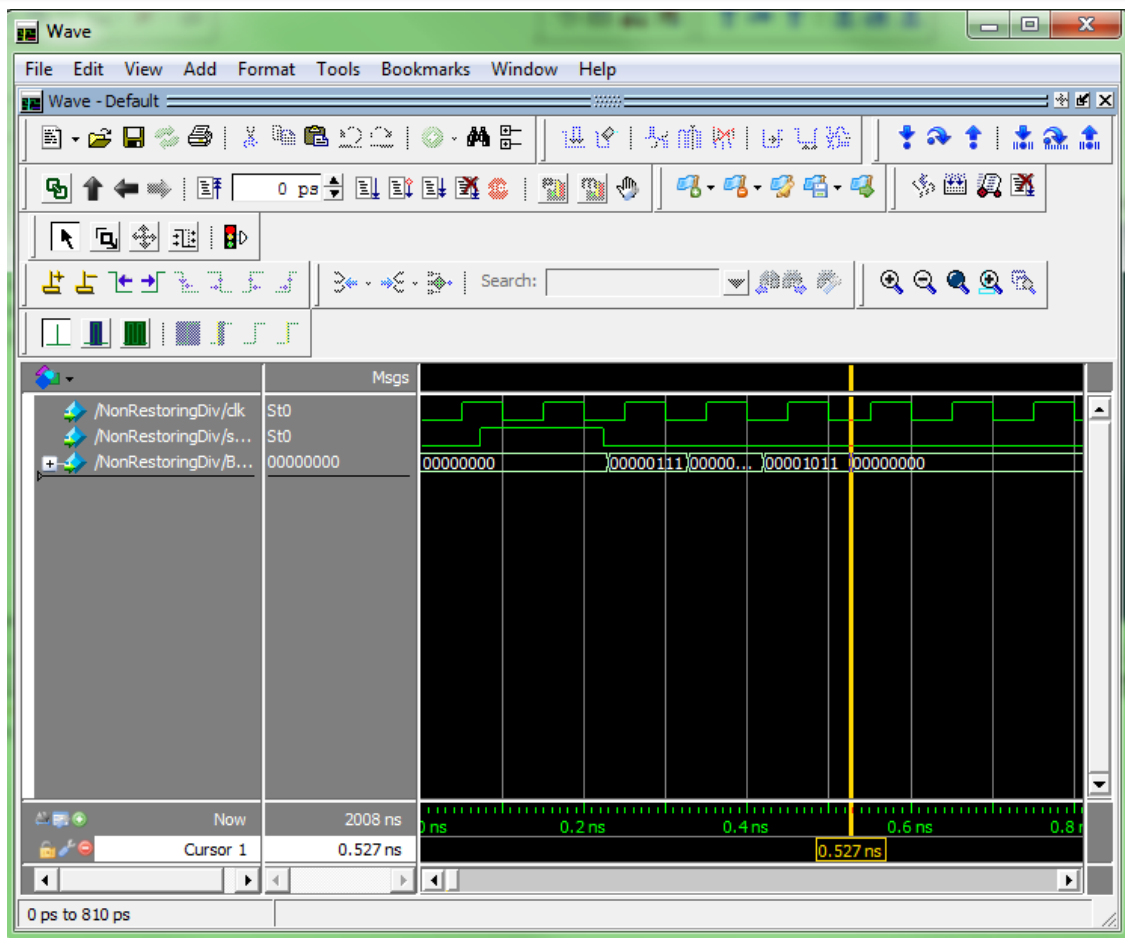 Wave
File Edit View Add Format Tools Bookmarks Window Help
Wave - Default
0 ps
Search:
Msgs
/NonRestoringDiv/clk St0
/NonRestoringDiv/s... St0
/NonRestoringDiv/B... 00000000 00000000 00000111 00000... 00001011 00000000
Now 2008 ns ns 0.2 ns 0.4 ns 0.6 ns 0.8
Cursor 1 0.527 ns 0.527 ns
0 ps to 810 ps